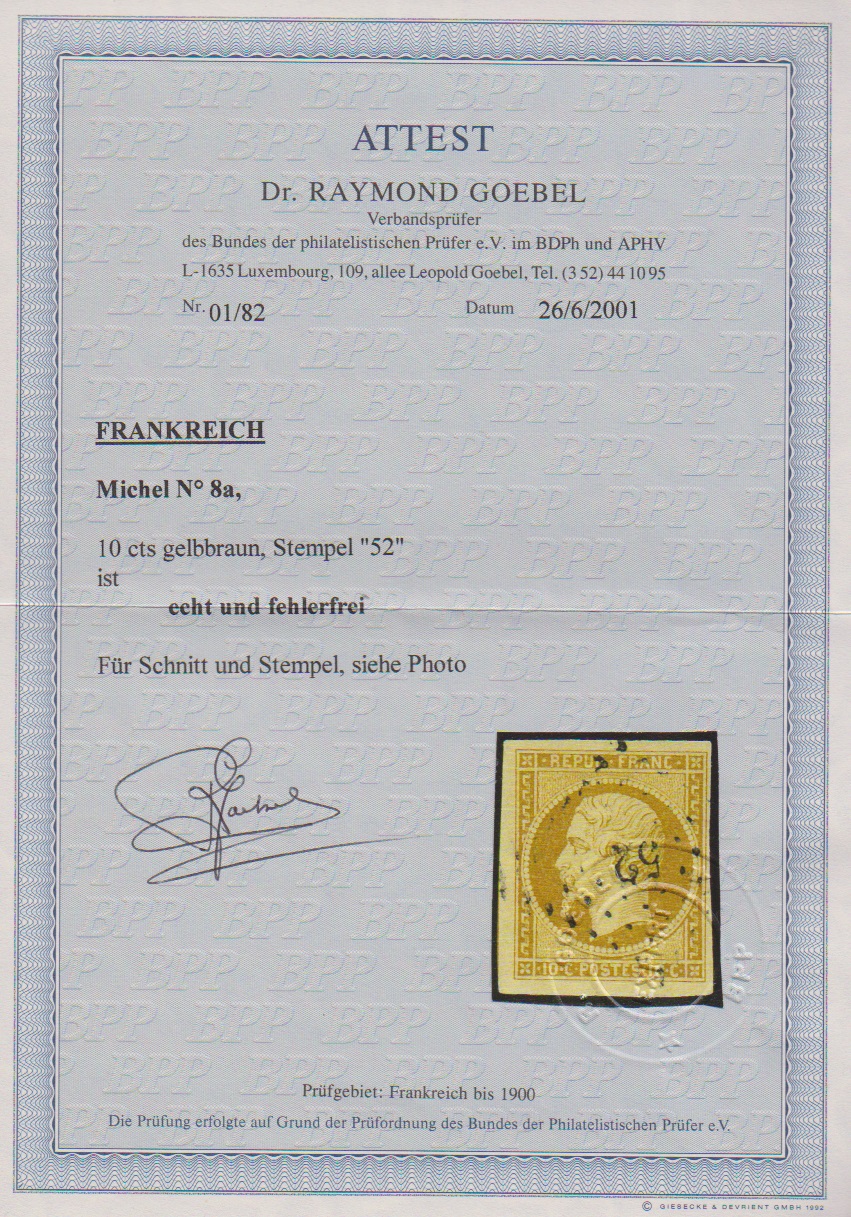 ATTEST
Dr. RAYMOND GOEBEL
Verbandsprüfer
des Bundes der philatelistischen Prüfer e.V. im BDPh und APHV
L-1635 Luxembourg, 109, allee Leopold Goebel, Tel. (3 52) 44 10 95
Nr. 01/82 Datum 26/6/2001
FRANKREICH
Michel N° 8a,
10 cts gelbbraun, Stempel "52"
ist
echt und fehlerfrei
Für Schnitt und Stempel, siehe Photo
REPUB FRANC
52
10·C POSTES 10·C
BPP
Prüfgebiet: Frankreich bis 1900
Die Prüfung erfolgte auf Grund der Prüfordnung des Bundes der Philatelistischen Prüfer e.V.
© GIESECKE & DEVRIENT GMBH 1992